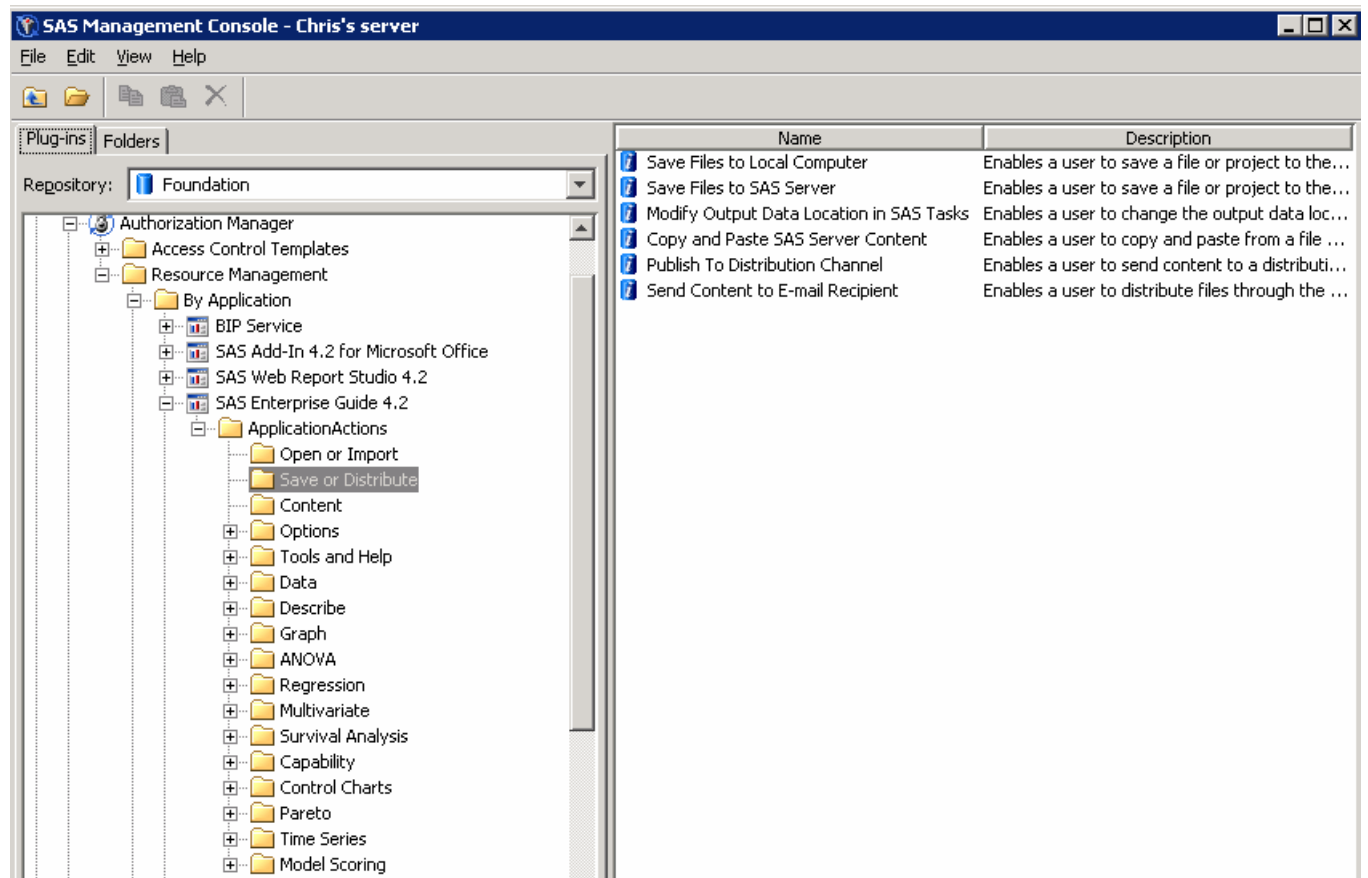 SAS Management Console - Chris's server
File Edit View Help
Plug-ins Folders
Repository: Foundation
Authorization Manager
Access Control Templates
Resource Management
By Application
BIP Service
SAS Add-In 4.2 for Microsoft Office
SAS Web Report Studio 4.2
SAS Enterprise Guide 4.2
ApplicationActions
Open or Import
Save or Distribute
Content
Options
Tools and Help
Data
Describe
Graph
ANOVA
Regression
Multivariate
Survival Analysis
Capability
Control Charts
Pareto
Time Series
Model Scoring
Name Description
Save Files to Local Computer Enables a user to save a file or project to the...
Save Files to SAS Server Enables a user to save a file or project to the...
Modify Output Data Location in SAS Tasks Enables a user to change the output data loc...
Copy and Paste SAS Server Content Enables a user to copy and paste from a file ...
Publish To Distribution Channel Enables a user to send content to a distributi...
Send Content to E-mail Recipient Enables a user to distribute files through the ...